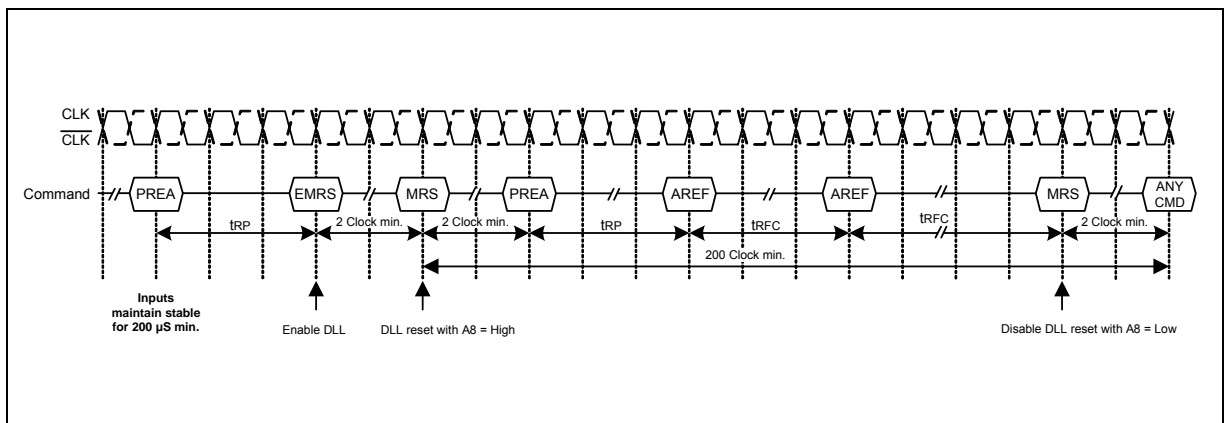 CLK
CLK
Command
PREA
EMRS
MRS
PREA
AREF
AREF
MRS
ANY
CMD
tRP
2 Clock min.
2 Clock min.
tRP
tRFC
tRFC
2 Clock min.
200 Clock min.
Inputs
maintain stable
for 200 µS min.
Enable DLL
DLL reset with A8 = High
Disable DLL reset with A8 = Low